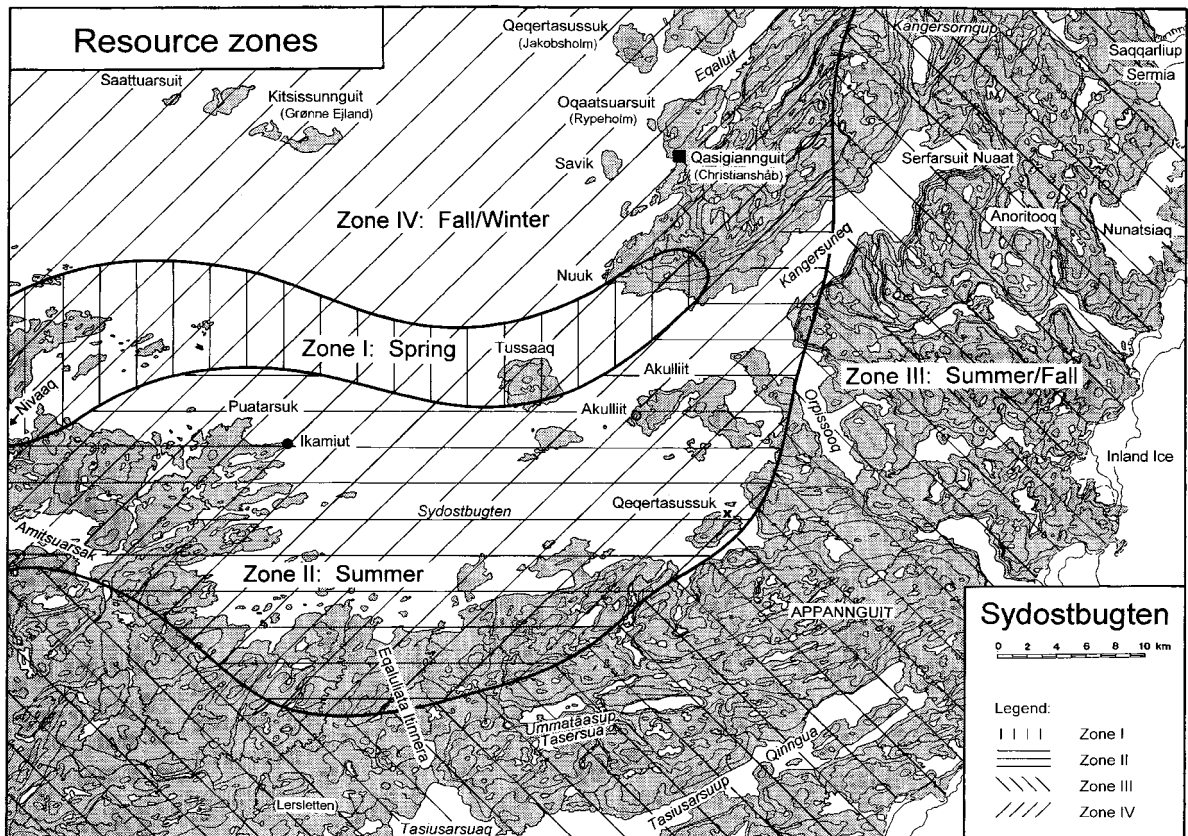 Resource zones
Qeqertasussuk
(Jakobsholm)
Kangersorngup
Saqqarliup
Sermia
Eqaluit
Saattuarsuit
Kitsissunnguit
(Grønne Ejland)
Oqaatsuarsuit
(Rypeholm)
Savik
Qasigiannguit
(Christianshåb)
Serfarsuit Nuaat
Anoritooq
Nunatsiaq
Zone IV: Fall/Winter
Kangersuneq
Nuuk
Zone I: Spring
Tussaaq
Akulliit
Zone III: Summer/Fall
Nivaaq
Puatarsuk
Akulliit
Orpissooq
Ikamiut
Inland Ice
Qeqertasussuk
Sydostbugten
Amitsuarsak
Zone II: Summer
APPANNGUIT
Eqalullata Itinnera
Ummatáasup
Tasersua
Qinngua
Tasiusarsuup
(Lersletten)
Tasiusarsuaq
Sydostbugten
0 2 4 6 8 10 km
Legend:
Zone I
Zone II
Zone III
Zone IV